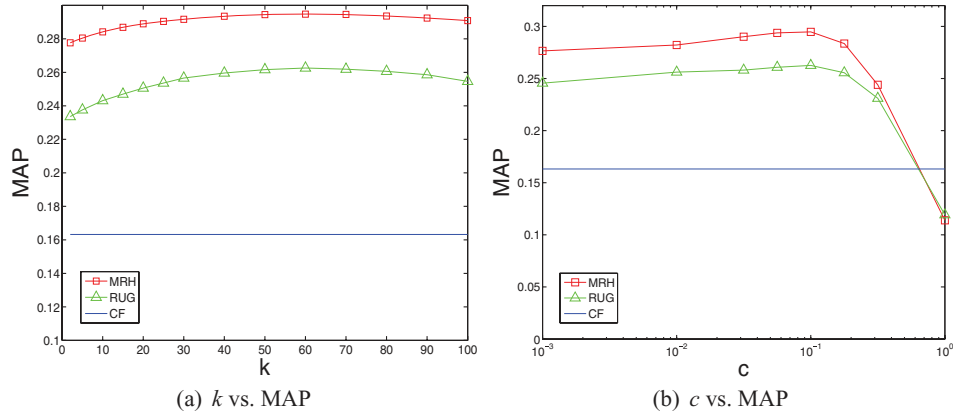 0.28
0.26
0.24
0.22
0.2
0.18
0.16
0.14
0.12
0.1
MAP
MRH
RUG
CF
0 10 20 30 40 50 60 70 80 90 100
k
(a) k vs. MAP
0.3
0.25
0.2
0.15
0.1
0.05
0
MAP
MRH
RUG
CF
10⁻³ 10⁻² 10⁻¹ 10⁰
c
(b) c vs. MAP